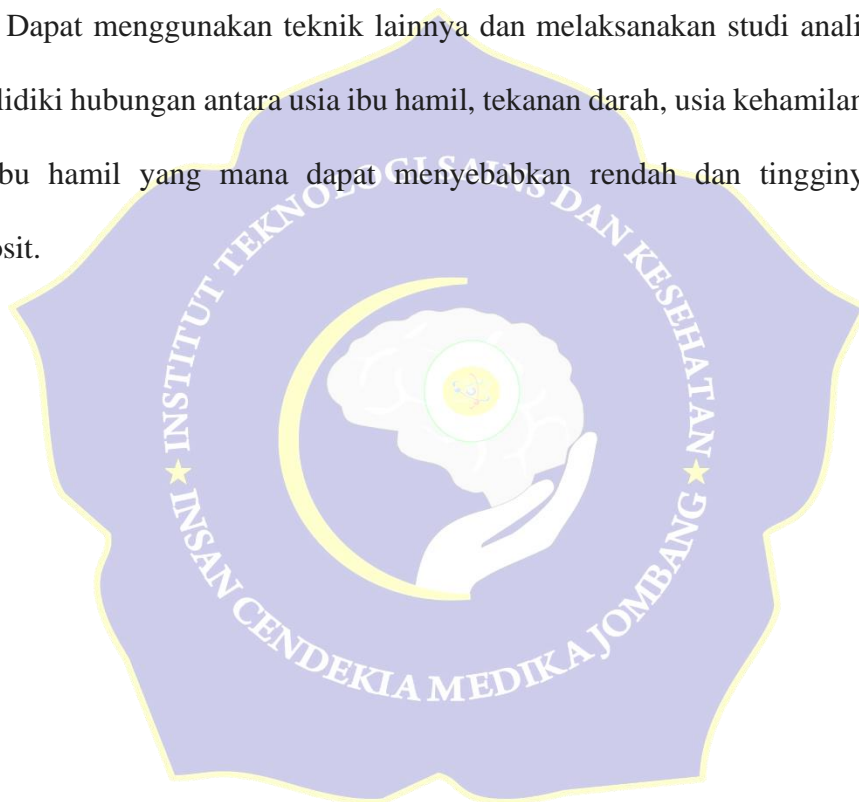 Dapat menggunakan teknik lainnya dan melaksanakan studi anali
lidiki hubungan antara usia ibu hamil, tekanan darah, usia kehamilan
bu hamil yang mana dapat menyebabkan rendah dan tingginy
osit.
INSTITUT TEKNOLOGI SAINS DAN KESEHATAN
INSAN CENDEKIA MEDIKA JOMBANG